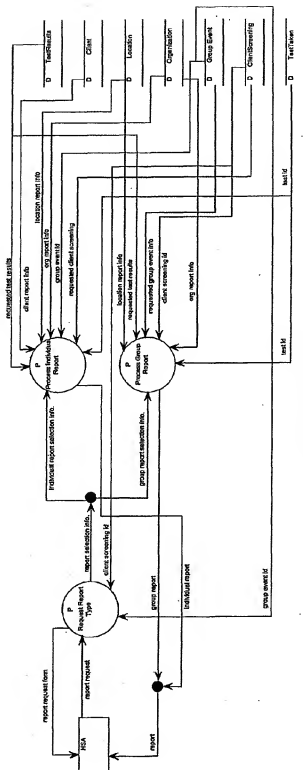 D TestResults
D Client
D Location
D Organization
D Group Event
D ClientScreening
D TestTaken
requested test results
client report info
location report info
org report info
group event id
requested client screening
P
Process Individual
Report
individual report selection info.
location report info
requested test results
requested group event info
client screening id
org report info
test id
test id
P
Process Group
Report
group report selection info.
report selection info.
client screening id
P
Request Report
Type
report request form
report request
HSA
report
group report
individual report
group event id